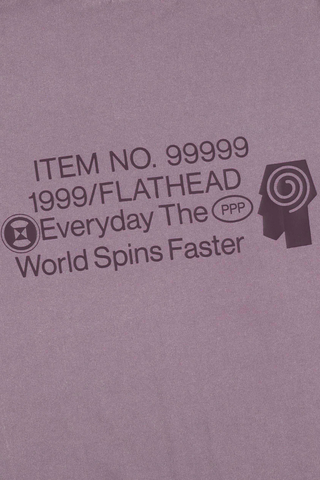 ITEM NO. 99999
1999/FLATHEAD
Everyday The PPP
World Spins Faster